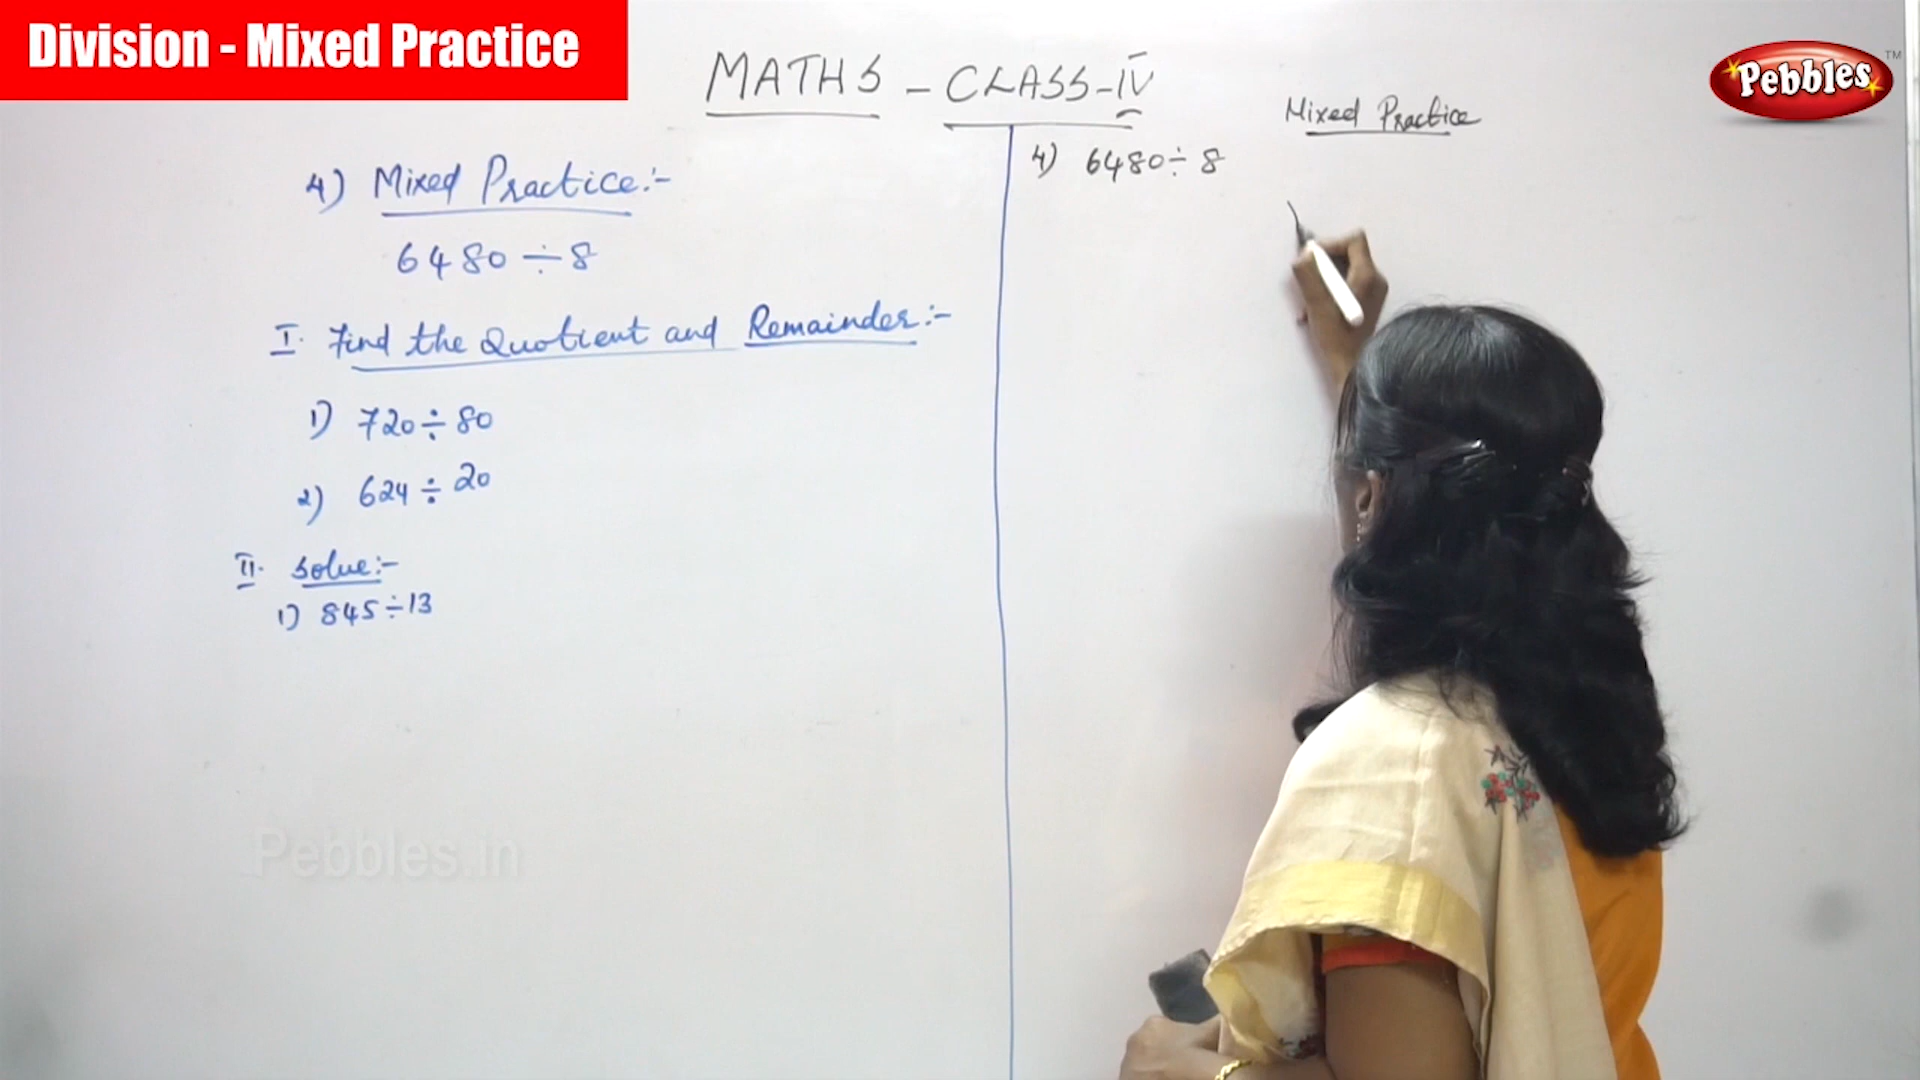 Division - Mixed Practice
Pebbles™
MATHS - CLASS-IV
4) Mixed Practice:-
6480÷8
I. Find the Quotient and Remainder:-
1) 720÷80
2) 624÷20
II. Solve:-
1) 845÷13
Mixed Practice
4) 6480÷8
Pebbles.in